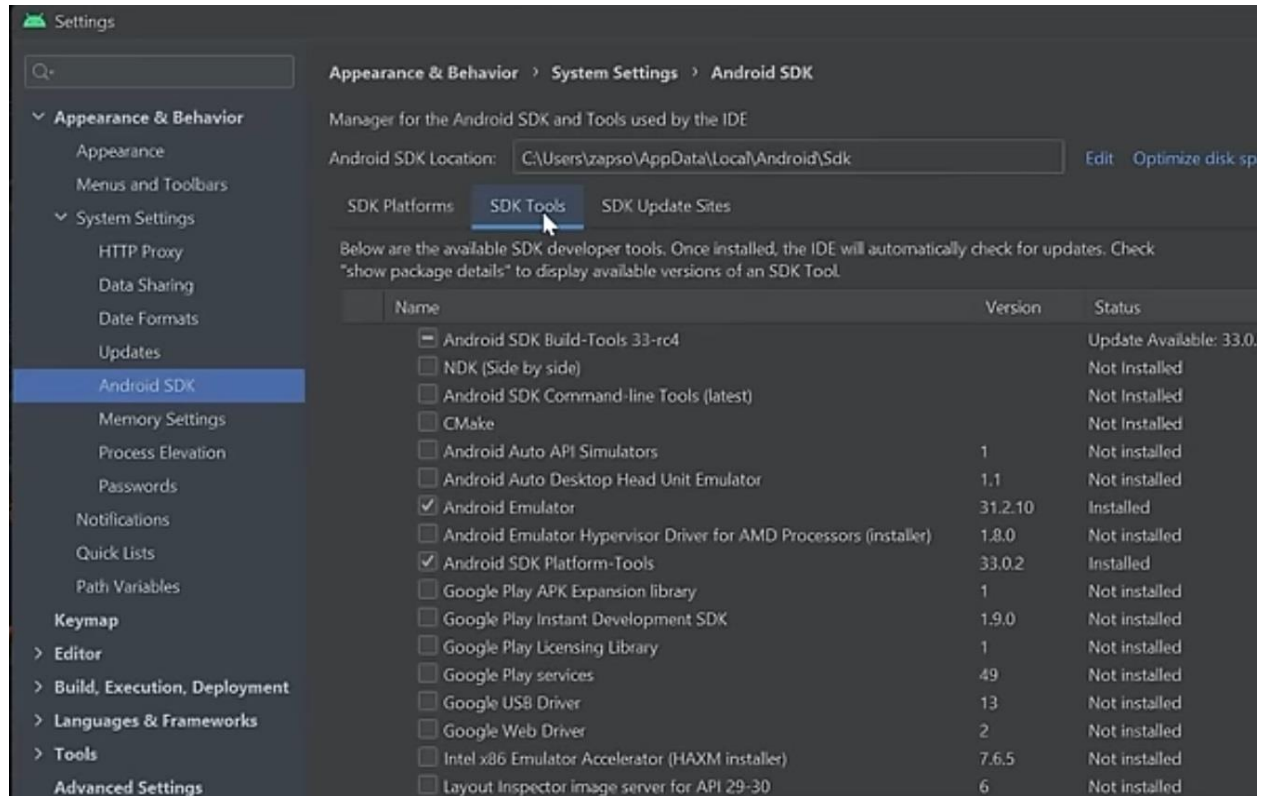 Settings
Appearance & Behavior
Appearance
Menus and Toolbars
System Settings
HTTP Proxy
Data Sharing
Date Formats
Updates
Android SDK
Memory Settings
Process Elevation
Passwords
Notifications
Quick Lists
Path Variables
Keymap
Editor
Build, Execution, Deployment
Languages & Frameworks
Tools
Advanced Settings
Appearance & Behavior > System Settings > Android SDK
Manager for the Android SDK and Tools used by the IDE
Android SDK Location: C:\Users\zapso\AppData\Local\Android\Sdk Edit Optimize disk sp
SDK Platforms SDK Tools SDK Update Sites
Below are the available SDK developer tools. Once installed, the IDE will automatically check for updates. Check
"show package details" to display available versions of an SDK Tool.
Name Version Status
Android SDK Build-Tools 33-rc4 Update Available: 33.0.
NDK (Side by side) Not Installed
Android SDK Command-line Tools (latest) Not Installed
CMake Not Installed
Android Auto API Simulators 1 Not installed
Android Auto Desktop Head Unit Emulator 1.1 Not installed
Android Emulator 31.2.10 Installed
Android Emulator Hypervisor Driver for AMD Processors (installer) 1.8.0 Not installed
Android SDK Platform-Tools 33.0.2 Installed
Google Play APK Expansion library 1 Not installed
Google Play Instant Development SDK 1.9.0 Not installed
Google Play Licensing Library 1 Not installed
Google Play services 49 Not installed
Google USB Driver 13 Not installed
Google Web Driver 2 Not installed
Intel x86 Emulator Accelerator (HAXM installer) 7.6.5 Not installed
Layout Inspector image server for API 29-30 6 Not installed